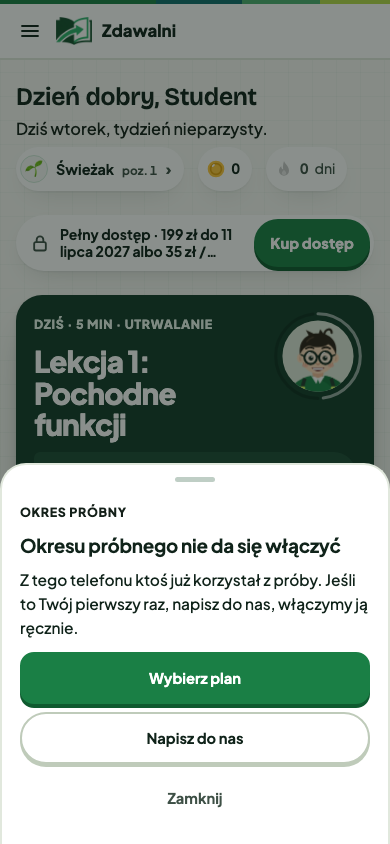 Zdawalni
Dzień dobry, Student
Dziś wtorek, tydzień nieparzysty.
Świeżak poz. 1 ›
0
0 dni
Pełny dostęp · 199 zł do 11
lipca 2027 albo 35 zł /…
Kup dostęp
DZIŚ · 5 MIN · UTRWALANIE
Lekcja 1:
Pochodne
funkcji
OKRES PRÓBNY
Okresu próbnego nie da się włączyć
Z tego telefonu ktoś już korzystał z próby. Jeśli
to Twój pierwszy raz, napisz do nas, włączymy ją
ręcznie.
Wybierz plan
Napisz do nas
Zamknij